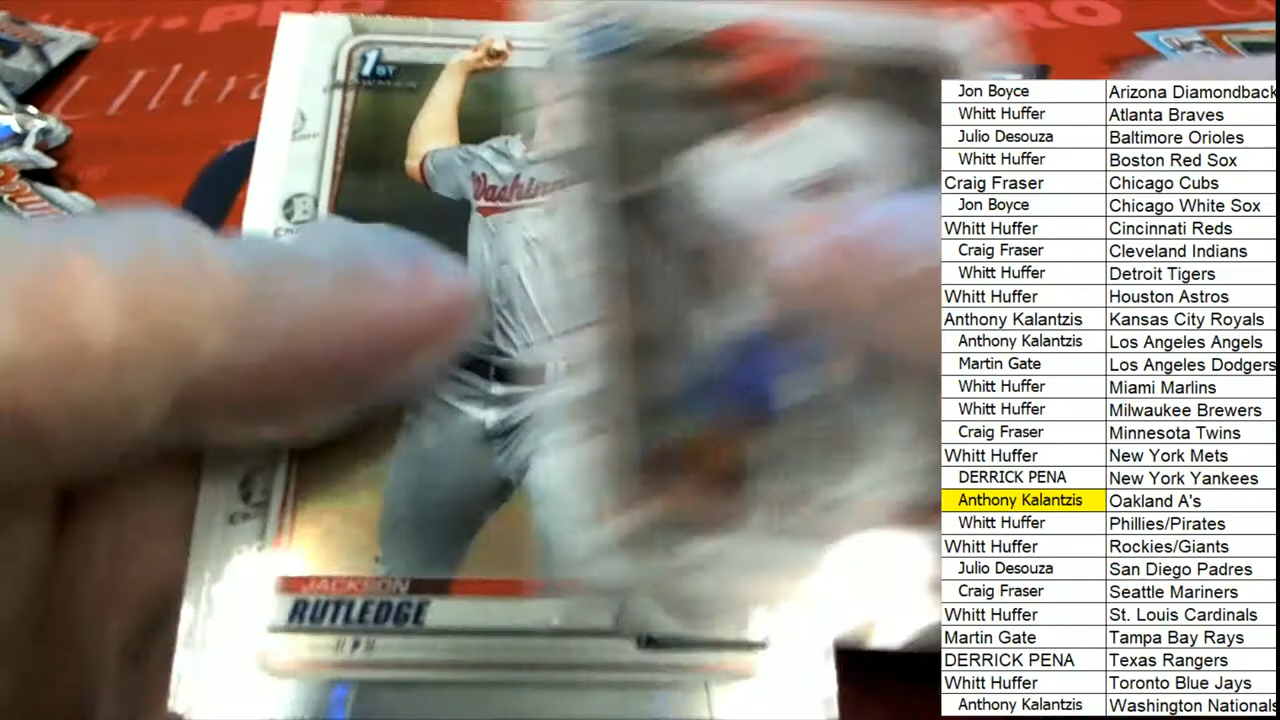 PRO
PRO
Ultra
1ST
Washin
JACKSON
RUTLEDGE
Jon Boyce Arizona Diamondback
Whitt Huffer Atlanta Braves
Julio Desouza Baltimore Orioles
Whitt Huffer Boston Red Sox
Craig Fraser Chicago Cubs
Jon Boyce Chicago White Sox
Whitt Huffer Cincinnati Reds
Craig Fraser Cleveland Indians
Whitt Huffer Detroit Tigers
Whitt Huffer Houston Astros
Anthony Kalantzis Kansas City Royals
Anthony Kalantzis Los Angeles Angels
Martin Gate Los Angeles Dodgers
Whitt Huffer Miami Marlins
Whitt Huffer Milwaukee Brewers
Craig Fraser Minnesota Twins
Whitt Huffer New York Mets
DERRICK PENA New York Yankees
Anthony Kalantzis Oakland A's
Whitt Huffer Phillies/Pirates
Whitt Huffer Rockies/Giants
Julio Desouza San Diego Padres
Craig Fraser Seattle Mariners
Whitt Huffer St. Louis Cardinals
Martin Gate Tampa Bay Rays
DERRICK PENA Texas Rangers
Whitt Huffer Toronto Blue Jays
Anthony Kalantzis Washington Nationals